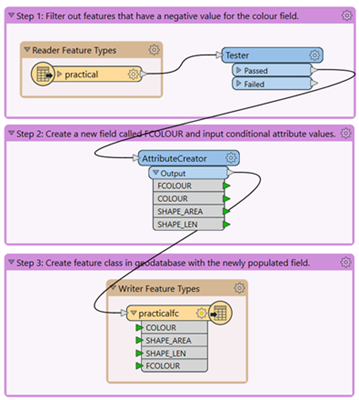 Step 1: Filter out features that have a negative value for the colour field.
Reader Feature Types
practical
Tester
Passed
Failed
Step 2: Create a new field called FCOLOUR and input conditional attribute values.
AttributeCreator
Output
FCOLOUR
COLOUR
SHAPE_AREA
SHAPE_LEN
Step 3: Create feature class in geodatabase with the newly populated field.
Writer Feature Types
practicalfc
COLOUR
SHAPE_AREA
SHAPE_LEN
FCOLOUR